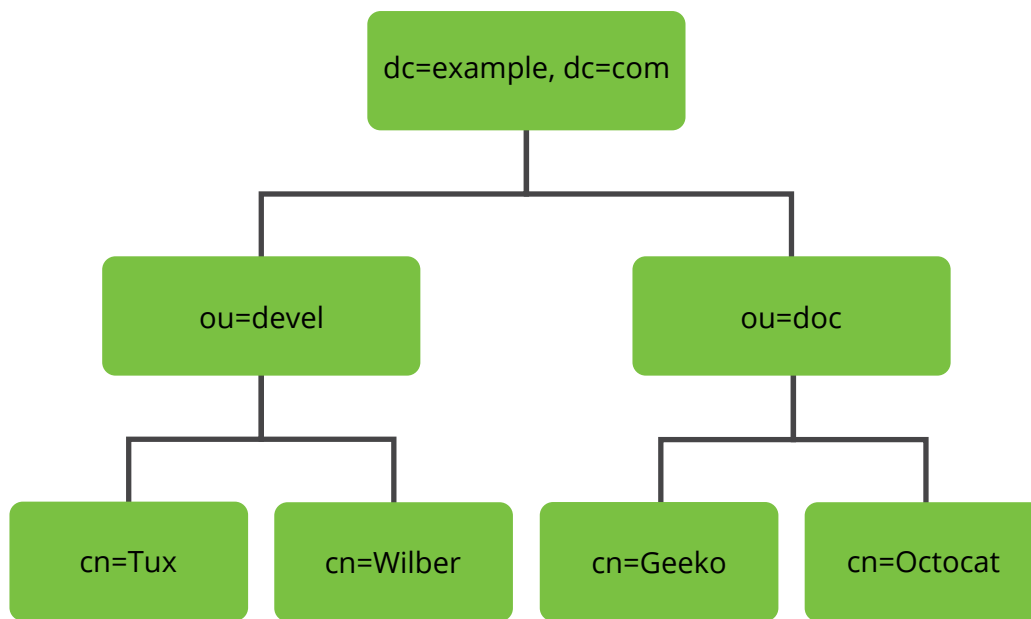 dc=example, dc=com
ou=devel
ou=doc
cn=Tux
cn=Wilber
cn=Geeko
cn=Octocat